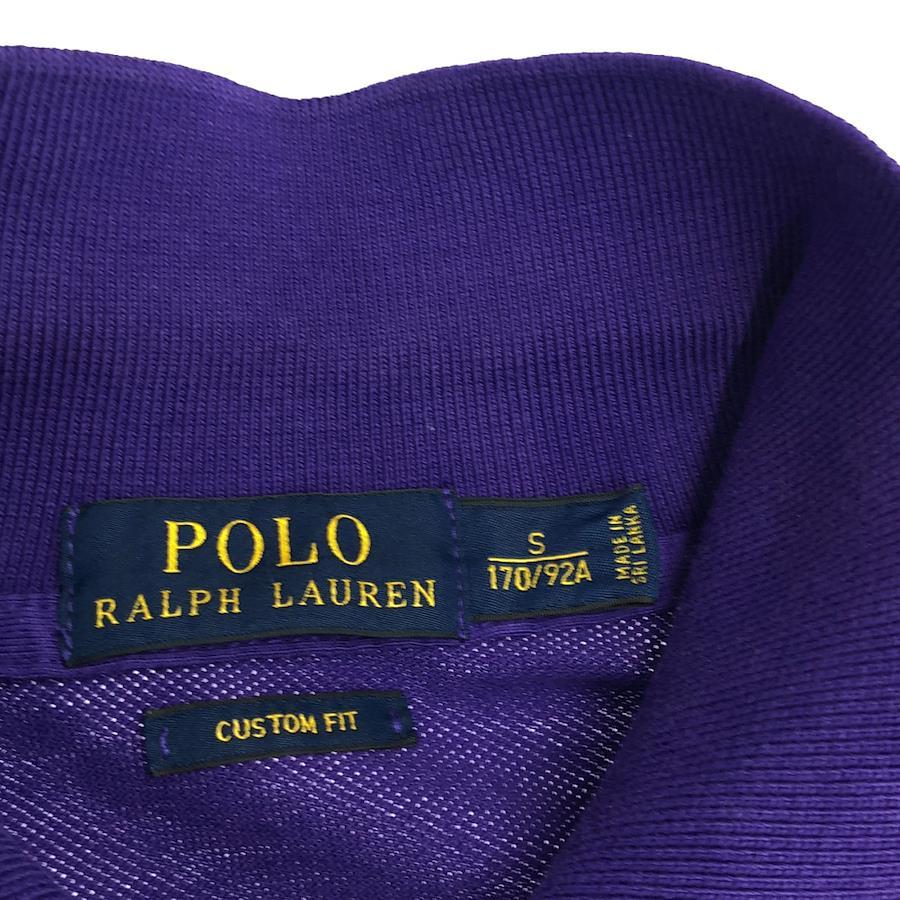 POLO
RALPH LAUREN
S
170/92A
MADE IN
SRI LANKA
CUSTOM FIT